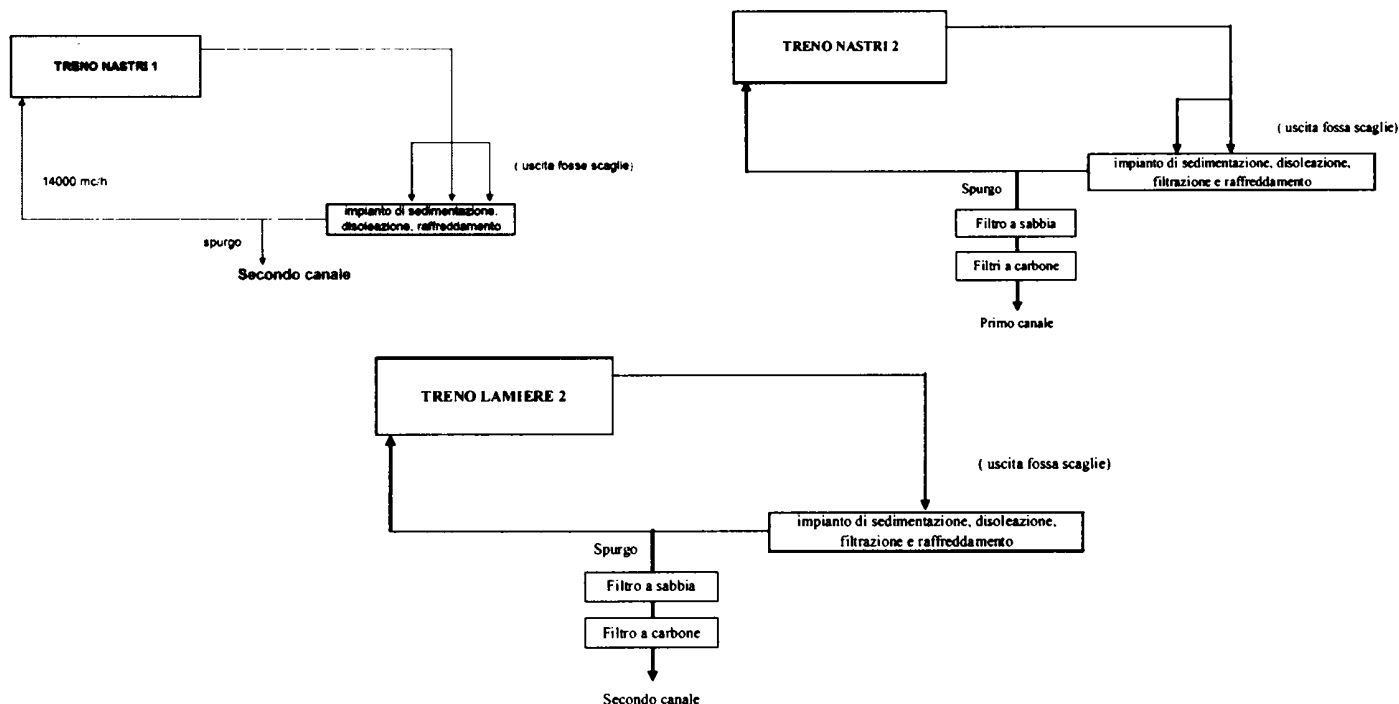 TRENO NASTRI 1
( uscita fosse scaglie)
14000 mc/h
impianto di sedimentazione,
disoleazione, raffreddamento
spurgo
Secondo canale
TRENO NASTRI 2
( uscita fossa scaglie)
impianto di sedimentazione, disoleazione,
filtrazione e raffreddamento
Spurgo
Filtro a sabbia
Filtri a carbone
Primo canale
TRENO LAMIERE 2
( uscita fossa scaglie)
impianto di sedimentazione, disoleazione,
filtrazione e raffreddamento
Spurgo
Filtro a sabbia
Filtro a carbone
Secondo canale